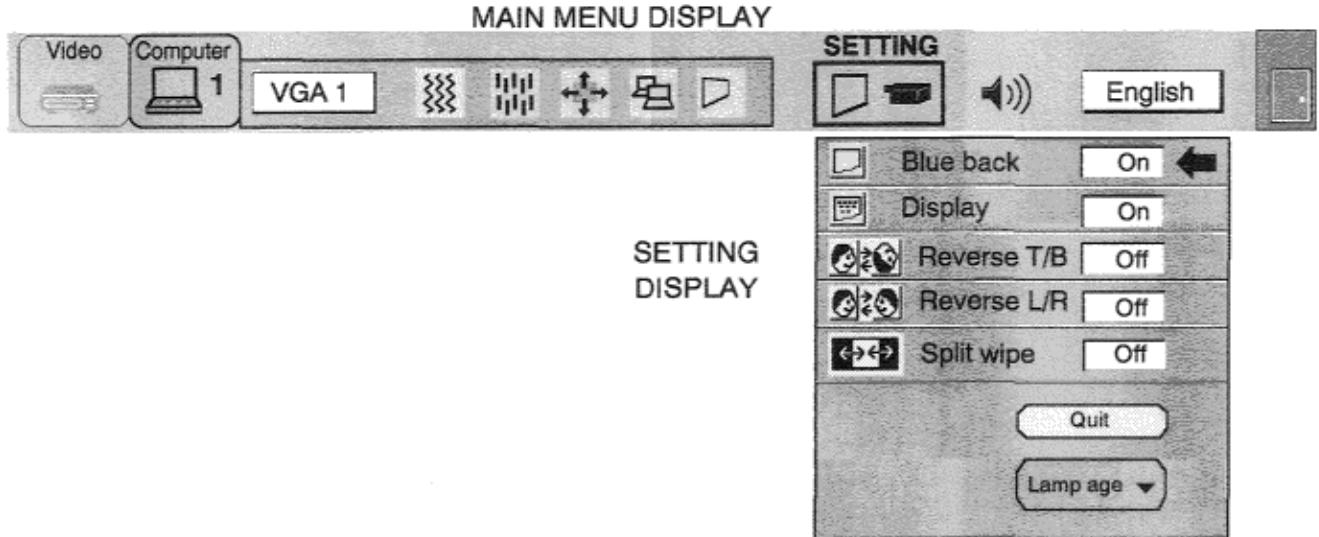 MAIN MENU DISPLAY
Video
Computer
1
VGA 1
SETTING
English
Blue back On
Display On
SETTING
DISPLAY
Reverse T/B Off
Reverse L/R Off
Split wipe Off
Quit
Lamp age